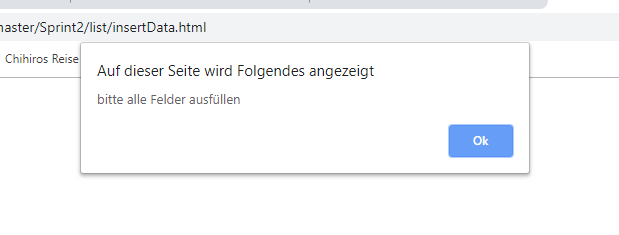 master/Sprint2/list/insertData.html
Chihiros Reise
Auf dieser Seite wird Folgendes angezeigt
bitte alle Felder ausfüllen
Ok